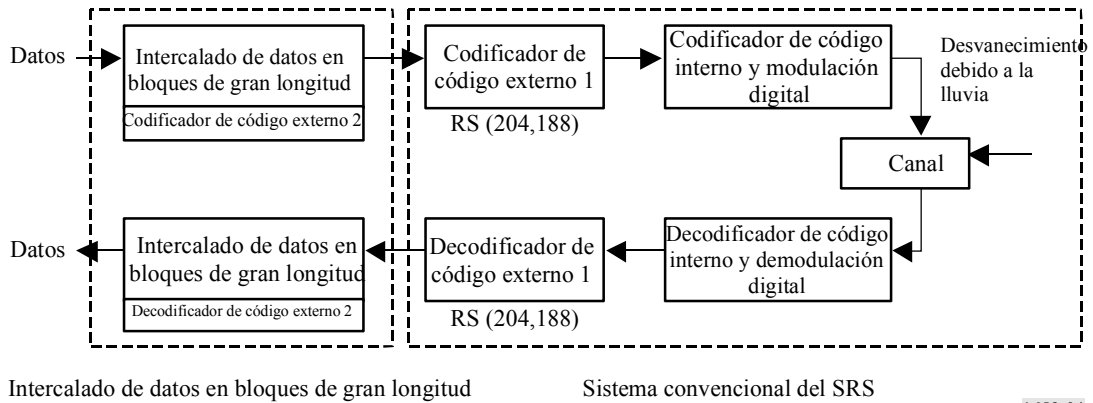 Datos
Intercalado de datos en
bloques de gran longitud
Codificador de código externo 2
Codificador de
código externo 1
RS (204,188)
Codificador de código
interno y modulación
digital
Desvanecimiento
debido a la
lluvia
Canal
Datos
Intercalado de datos en
bloques de gran longitud
Decodificador de código externo 2
Decodificador de
código externo 1
RS (204,188)
Decodificador de código
interno y demodulación
digital
Intercalado de datos en bloques de gran longitud
Sistema convencional del SRS